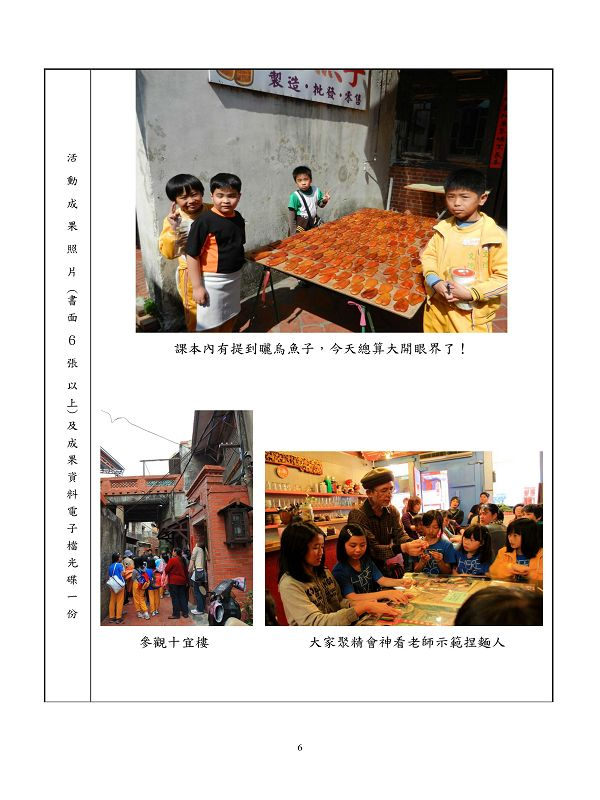 活動成果照片(書面6張以上)及成果資料電子檔光碟一份
魚子
製造・批發・零售
課本內有提到曬烏魚子，今天總算大開眼界了！
參觀十宜樓
大家聚精會神看老師示範捏麵人
6